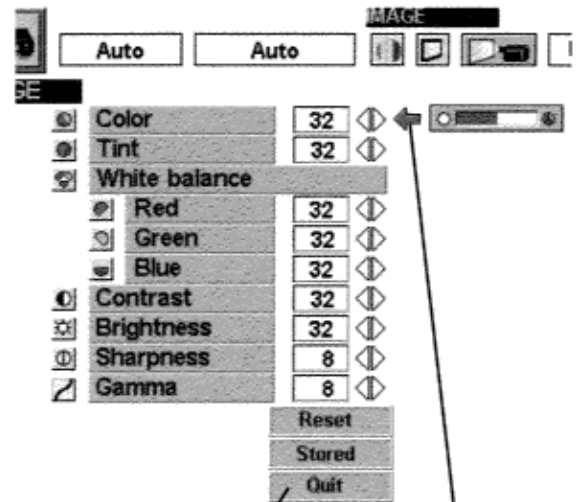 IMAGE
Auto Auto
GE
Color 32
Tint 32
White balance
Red 32
Green 32
Blue 32
Contrast 32
Brightness 32
Sharpness 8
Gamma 8
Reset
Stored
Quit